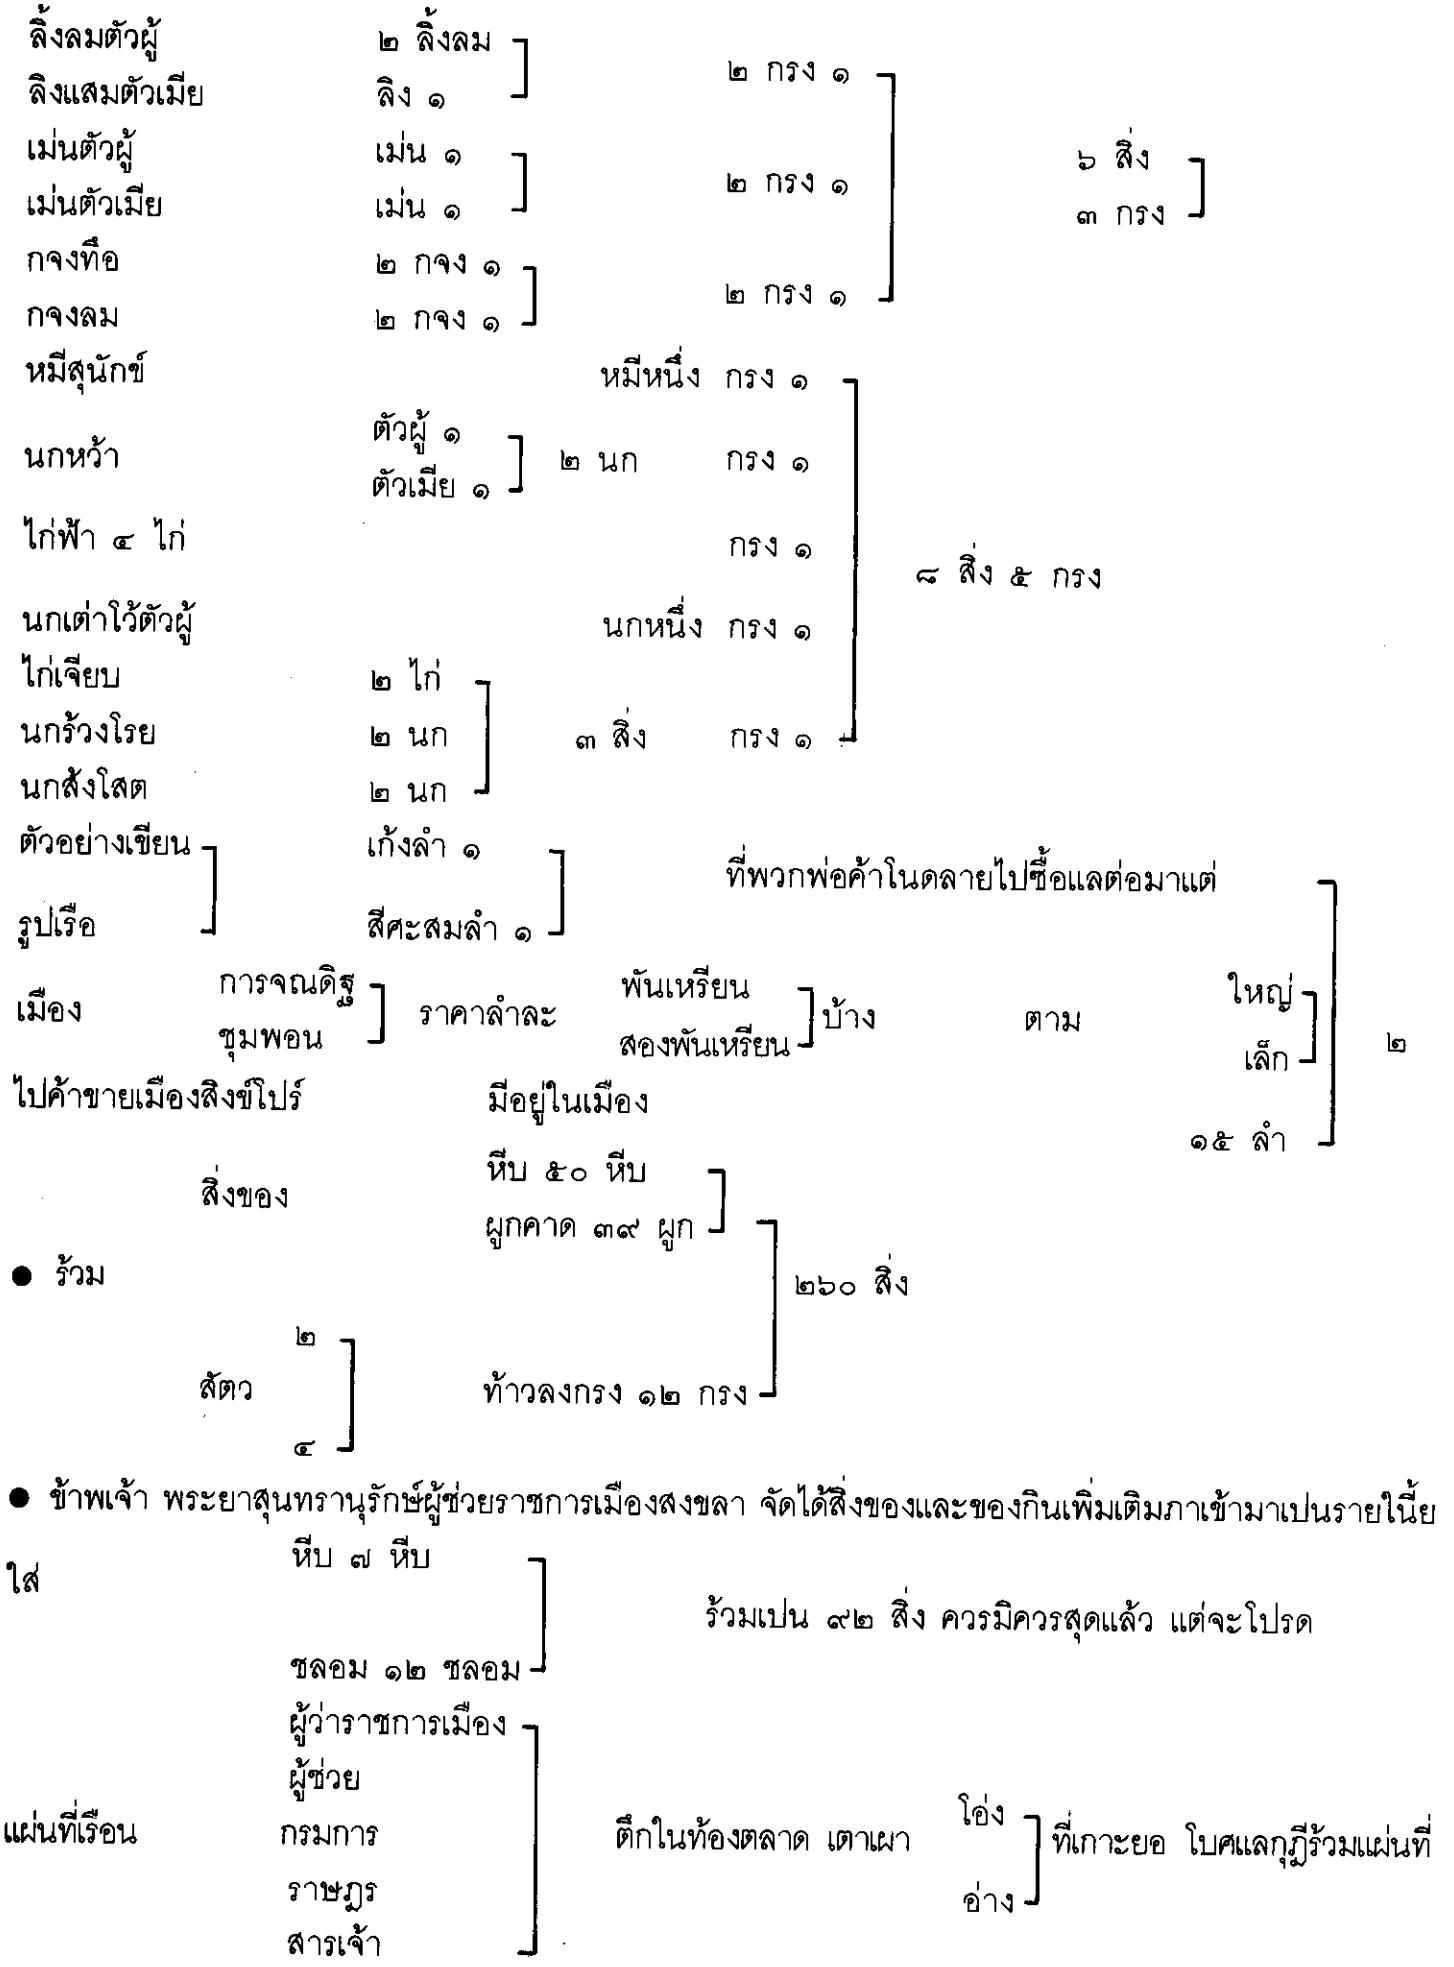 ลิ้งลมตัวผู้ ๒ ลิ้งลม
๒ กรง ๑
ลิงแสมตัวเมีย ลิง ๑
เม่นตัวผู้ เม่น ๑
๖ สิ่ง
๒ กรง ๑
เม่นตัวเมีย เม่น ๑
๓ กรง
กจงทึอ ๒ กจง ๑
๒ กรง ๑
กจงลม ๒ กจง ๑
หมีสุนักข์ หมีหนึ่ง กรง ๑
ตัวผู้ ๑
นกหว้า ๒ นก กรง ๑
ตัวเมีย ๑
ไก่ฟ้า ๔ ไก่ กรง ๑
๘ สิ่ง ๕ กรง
นกเต่าโว้ตัวผู้ นกหนึ่ง กรง ๑
ไก่เจียบ ๒ ไก่
นกร้วงโรย ๒ นก ๓ สิ่ง กรง ๑
นกสังโสต ๒ นก
ตัวอย่างเขียน เก้งลำ ๑
ที่พวกพ่อค้าโนดลายไปซื้อแลต่อมาแต่
รูปเรือ สีศะสมลำ ๑
การจณดิฐ พันเหรียน ใหญ่
เมือง ราคาลำละ บ้าง ตาม
ชุมพอน สองพันเหรียน เล็ก ๒
ไปค้าขายเมืองสิงข์โปร์ มีอยู่ในเมือง
๑๕ ลำ
หีบ ๕๐ หีบ
สิ่งของ
ผูกคาด ๓๙ ผูก
● ร้วม ๒๖๐ สิ่ง
๒
สัตว ท้าวลงกรง ๑๒ กรง
๔
● ข้าพเจ้า พระยาสุนทรานุรักษ์ผู้ช่วยราชการเมืองสงขลา จัดได้สิ่งของและของกินเพิ่มเติมภาเข้ามาเปนรายในี้ย
หีบ ๗ หีบ
ใส่
ร้วมเปน ๙๒ สิ่ง ควรมิควรสุดแล้ว แต่จะโปรด
ชลอม ๑๒ ชลอม
ผู้ว่าราชการเมือง
ผู้ช่วย
โอ่ง
แผ่นที่เรือน กรมการ ตึกในท้องตลาด เตาเผา ที่เกาะยอ โบศแลกุฏีร้วมแผ่นที่
ราษฎร อ่าง
สารเจ้า